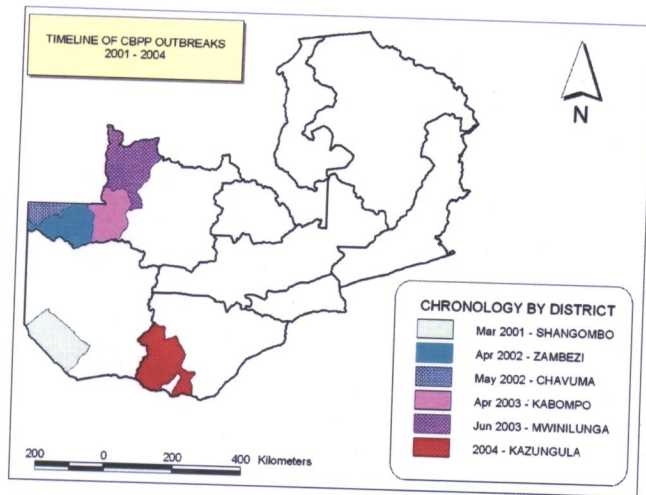 TIMELINE OF CBPP OUTBREAKS
2001 - 2004
N
CHRONOLOGY BY DISTRICT
Mar 2001 - SHANGOMBO
Apr 2002 - ZAMBEZI
May 2002 - CHAVUMA
Apr 2003 - KABOMPO
Jun 2003 - MWINILUNGA
2004 - KAZUNGULA
200 0 200 400 Kilometers